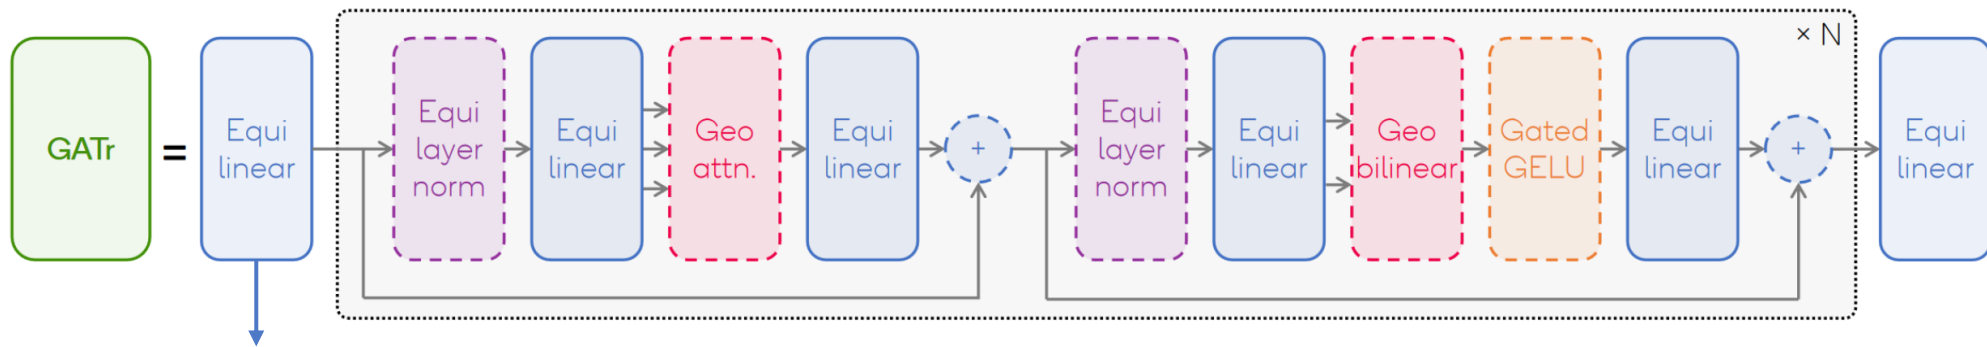 GATr
=
Equi
linear
Equi
layer
norm
Equi
linear
Geo
attn.
Equi
linear
+
Equi
layer
norm
Equi
linear
Geo
bilinear
Gated
GELU
Equi
linear
+
× N
Equi
linear